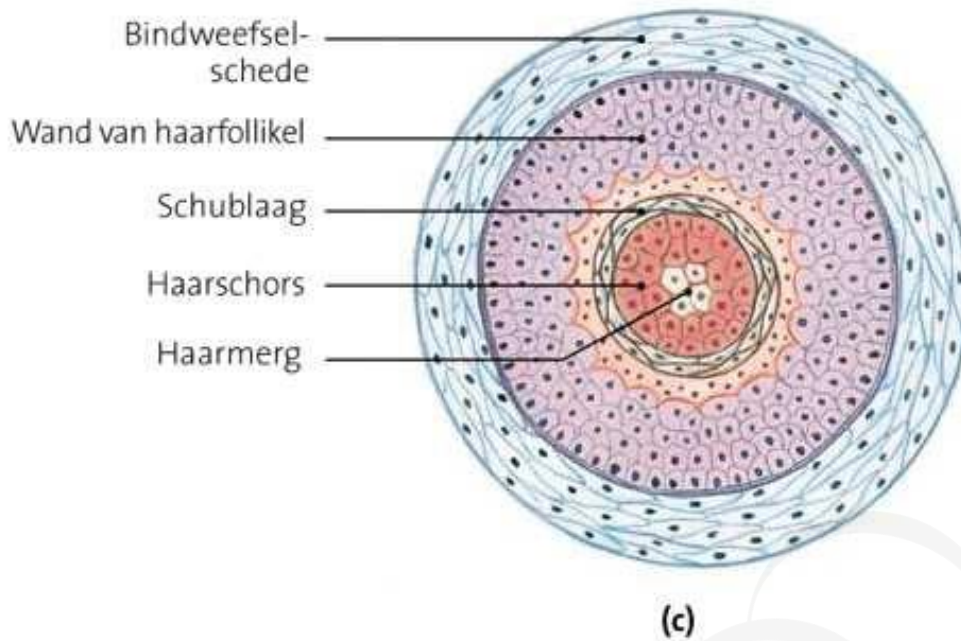 Bindweefsel-
schede
Wand van haarfollikel
Schublaag
Haarschors
Haarmerg
(c)